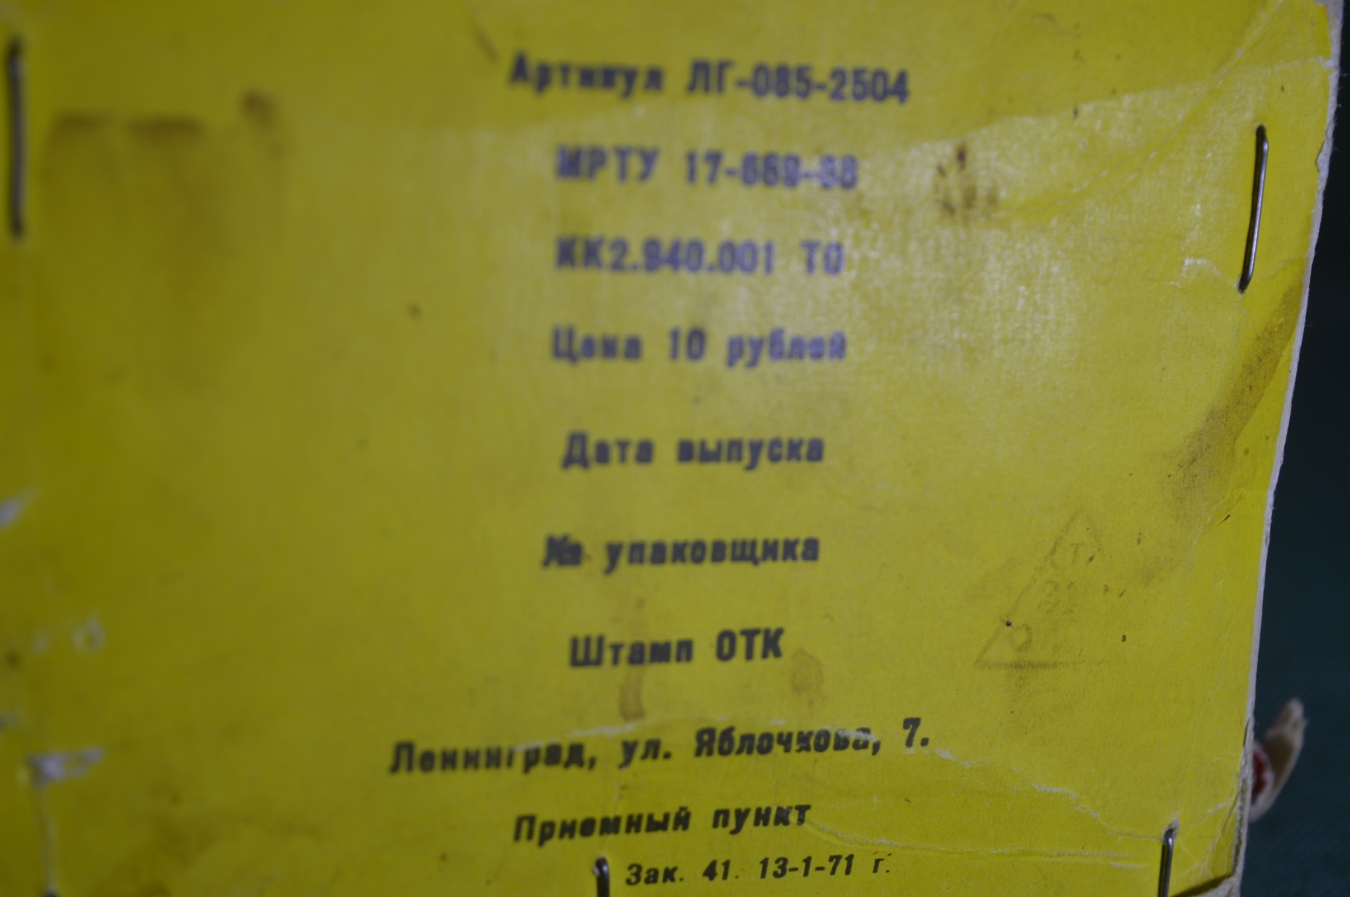 Артикул ЛГ-085-2504
МРТУ 17-669-68
КК2.940.001 ТО
Цена 10 рублей
Дата выпуска
№ упаковщика
Штамп ОТК
Ленинград, ул. Яблочкова, 7.
Приемный пункт
Зак. 41. 13-1-71 г.